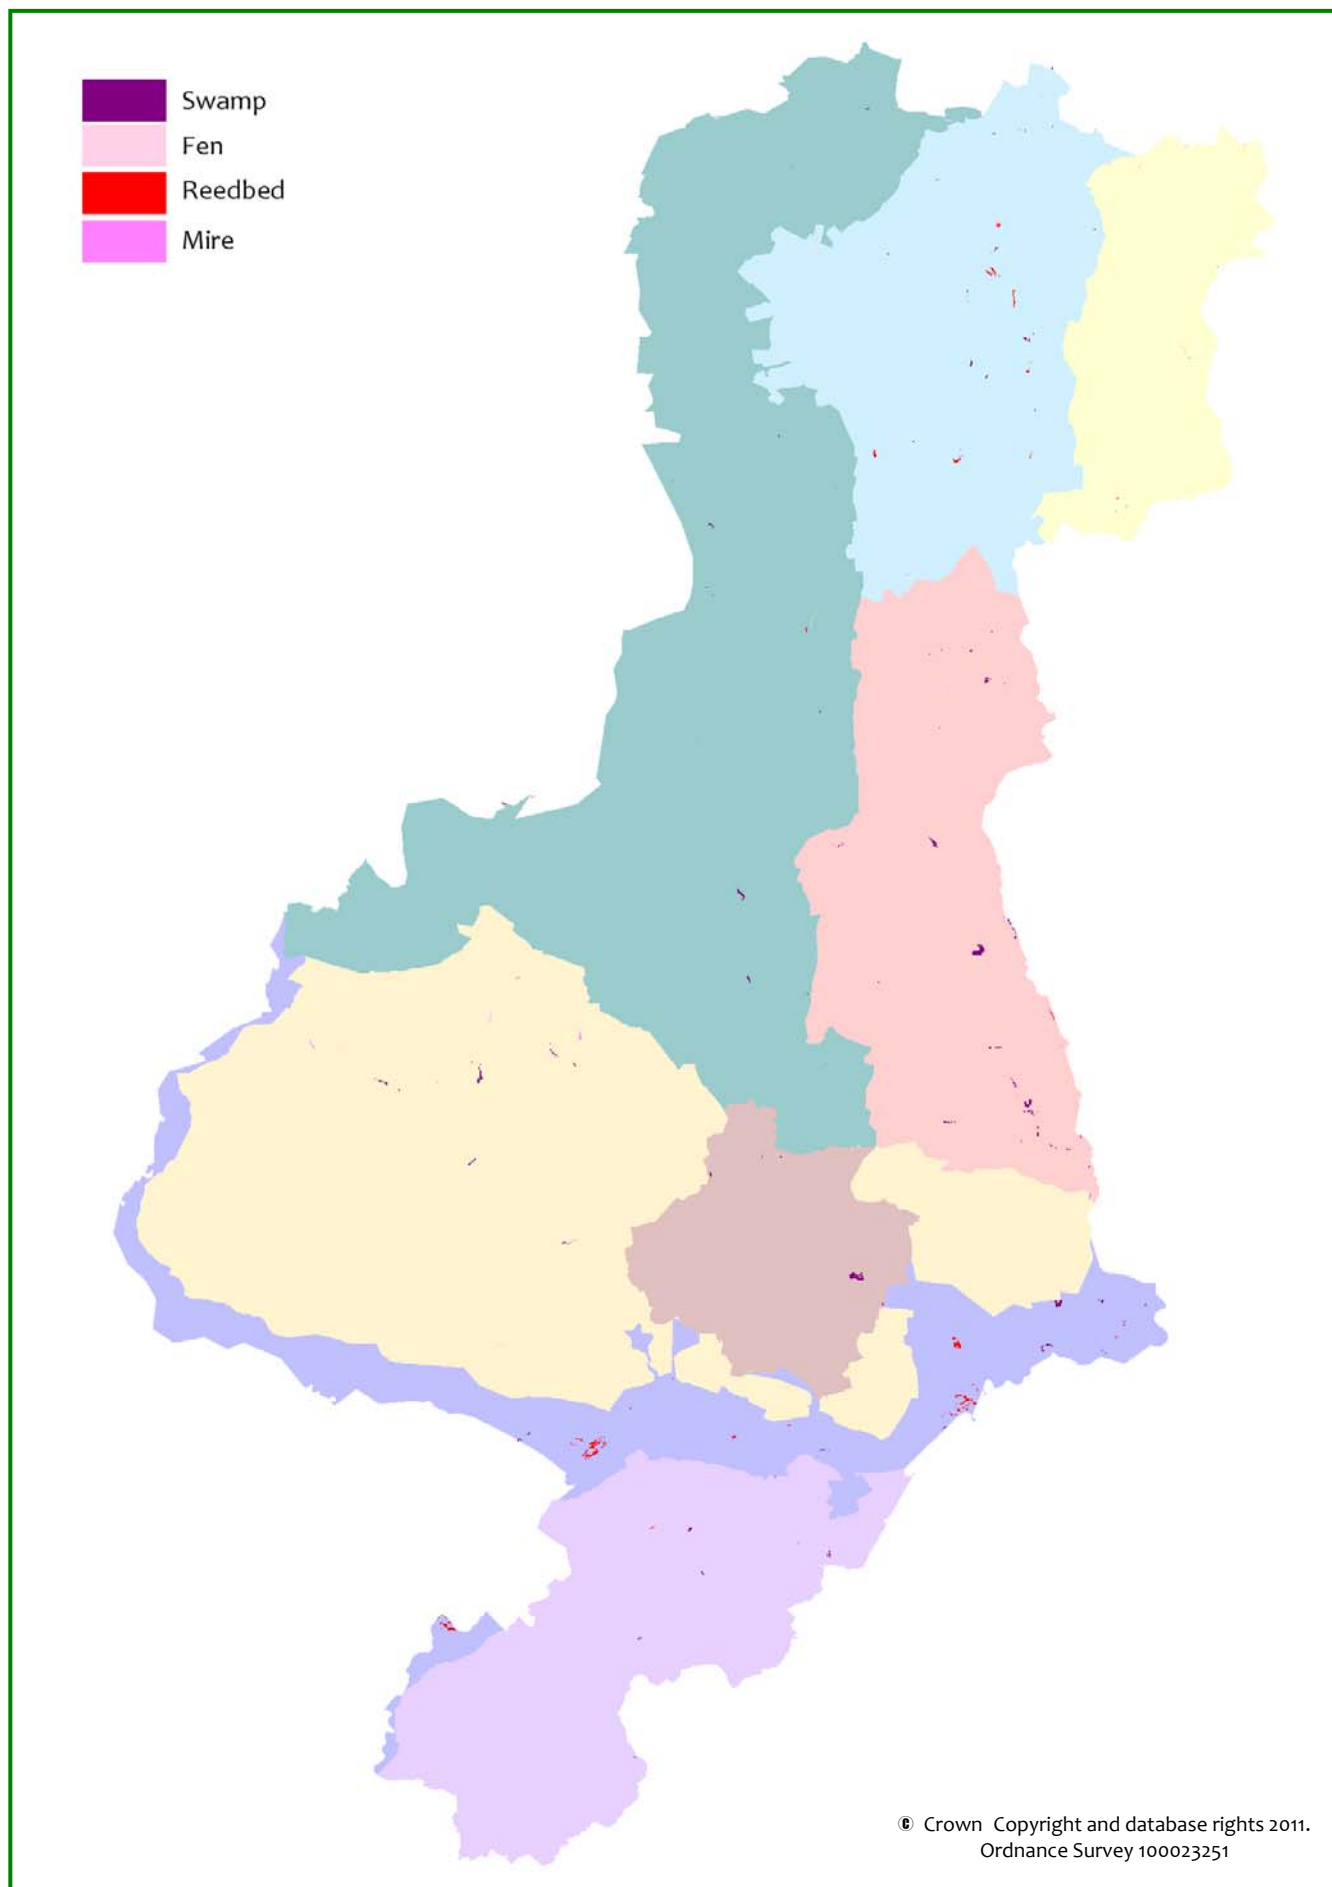 Swamp
Fen
Reedbed
Mire
© Crown Copyright and database rights 2011.
Ordnance Survey 100023251